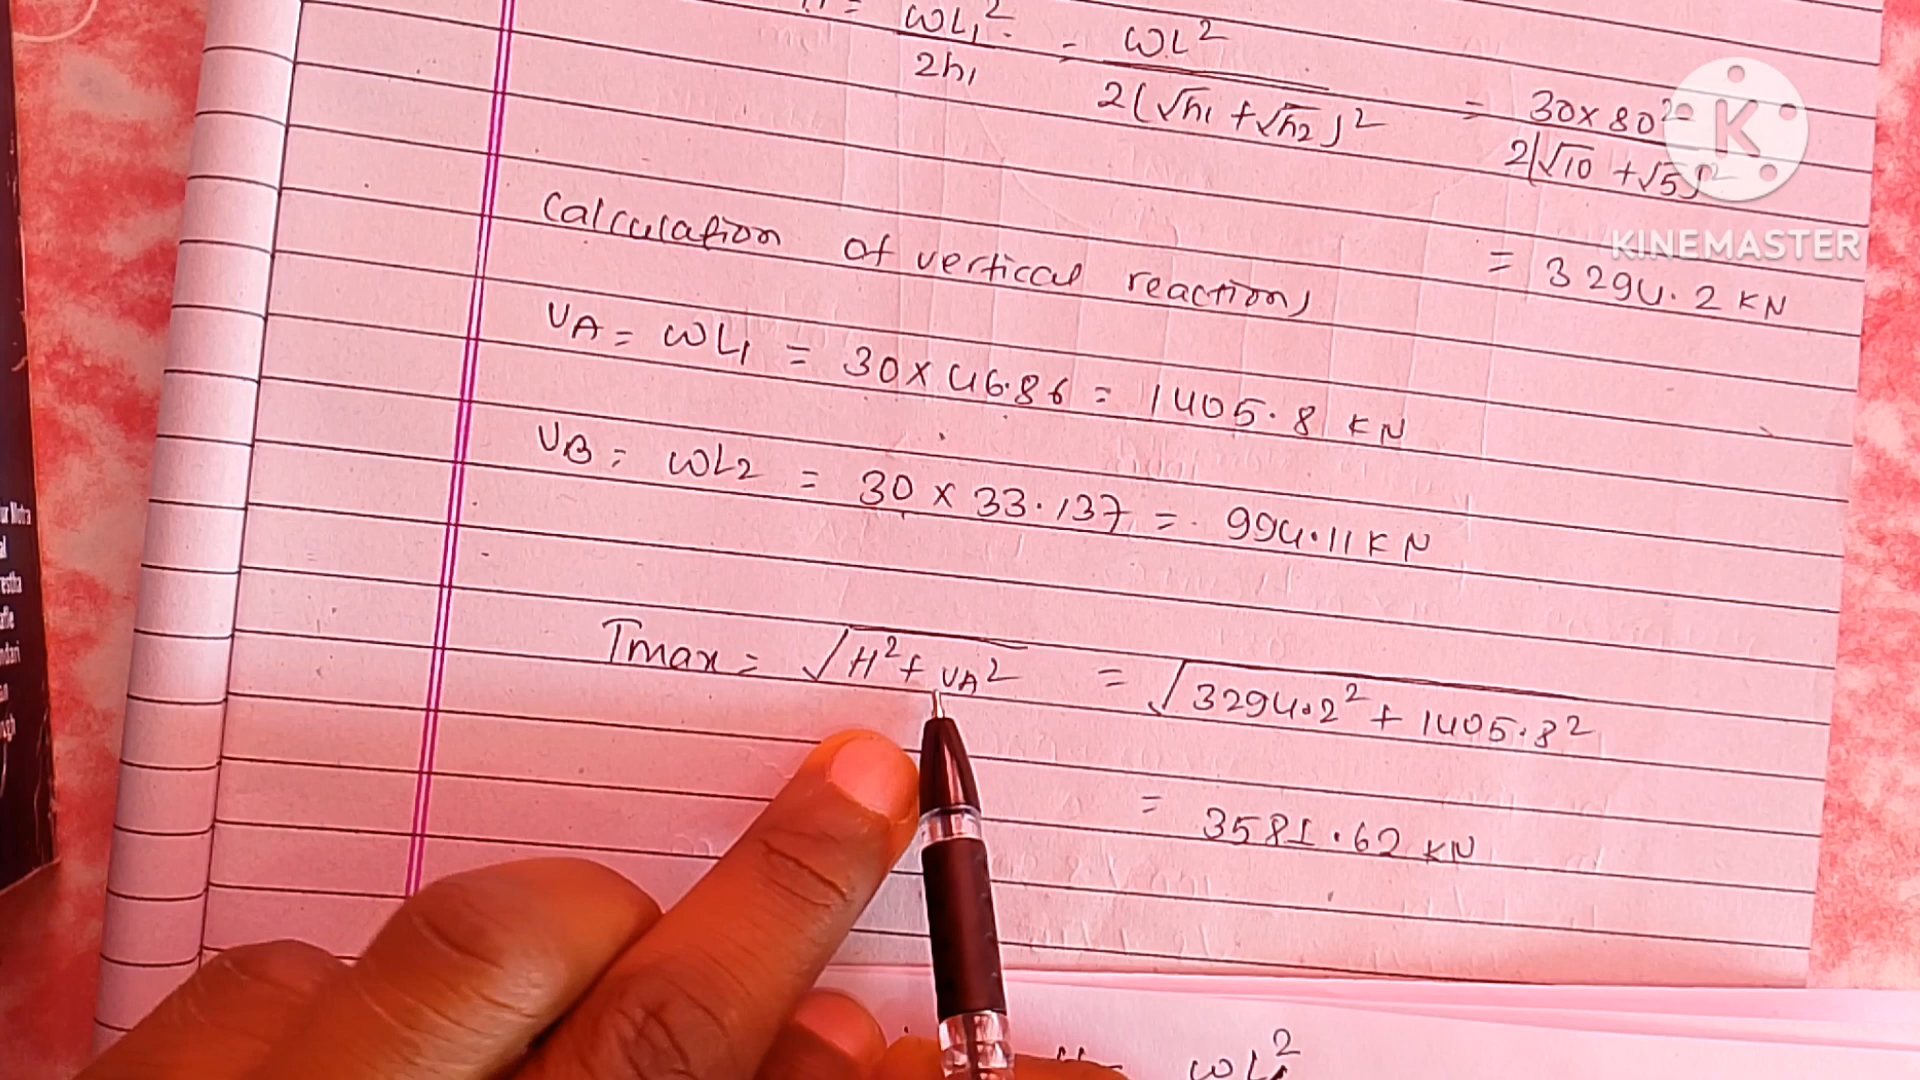 = wL1² / 2h1 = wL² / 2(√h1 + √h2)² = 30 x 80² / 2(√10 + √5)²
= 3294.2 KN
KINEMASTER
Calculation of vertical reactions
VA = wL1 = 30 x 46.86 = 1405.8 KN
VB = wL2 = 30 x 33.137 = 994.11 KN
Tmax = √H² + VA² = √3294.2² + 1405.8²
= 3581.62 KN